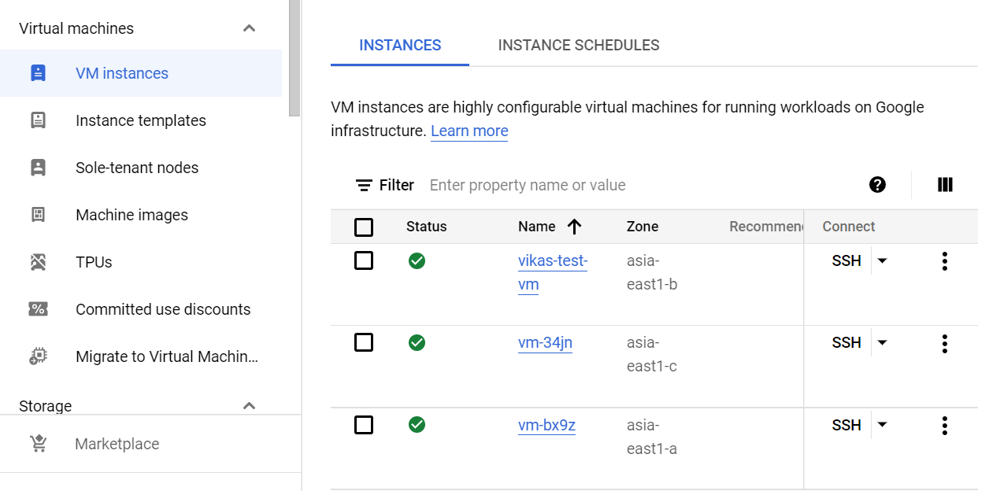 Virtual machines
VM instances
Instance templates
Sole-tenant nodes
Machine images
TPUs
Committed use discounts
Migrate to Virtual Machin...
Storage
Marketplace
INSTANCES INSTANCE SCHEDULES
VM instances are highly configurable virtual machines for running workloads on Google
infrastructure. Learn more
Filter Enter property name or value
Status Name Zone Recommen Connect
vikas-test- asia- SSH
vm east1-b
vm-34jn asia- SSH
east1-c
vm-bx9z asia- SSH
east1-a